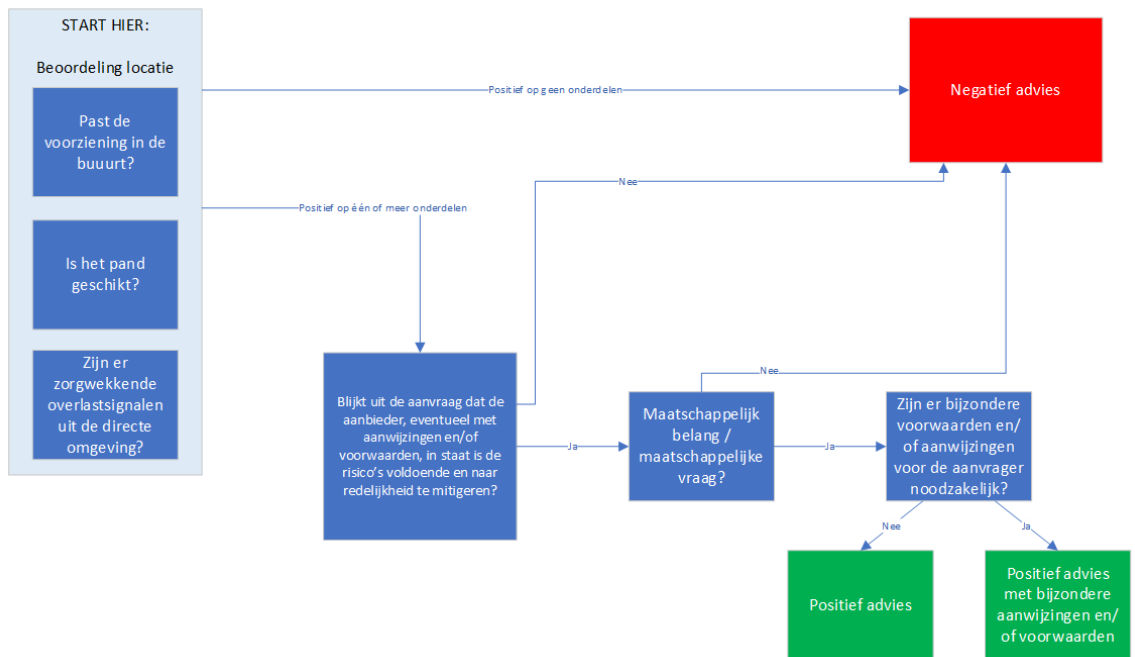 START HIER:
Beoordeling locatie
Past de
voorziening in de
buuurt?
Is het pand
geschikt?
Zijn er
zorgwekkende
overlastsignalen
uit de directe
omgeving?
Positief op geen onderdelen
Negatief advies
Positief op één of meer onderdelen
Nee
Blijkt uit de aanvraag dat de
aanbieder, eventueel met
aanwijzingen en/of
voorwaarden, in staat is de
risico's voldoende en naar
redelijkheid te mitigeren?
Ja
Nee
Maatschappelijk
belang /
maatschappelijke
vraag?
Ja
Zijn er bijzondere
voorwaarden en/
of aanwijzingen
voor de aanvrager
noodzakelijk?
Nee
Ja
Positief advies
Positief advies
met bijzondere
aanwijzingen en/
of voorwaarden